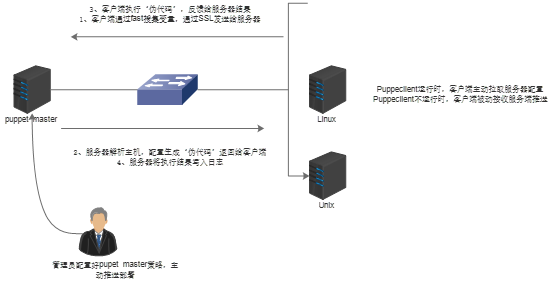 3、客户端执行“伪代码”，反馈给服务器结果
1、客户端通过fast搜集变量，通过SSL发送给服务器
puppet master
Linux
Puppeclient运行时，客户端主动拉取服务器配置
Puppeclient不运行时，客户端被动接收服务端推送
2、服务器解析主机，配置生成“伪代码”返回给客户端
4、服务器将执行结果写入日志
Unix
管理员配置好pupet master策略，主
动推送部署